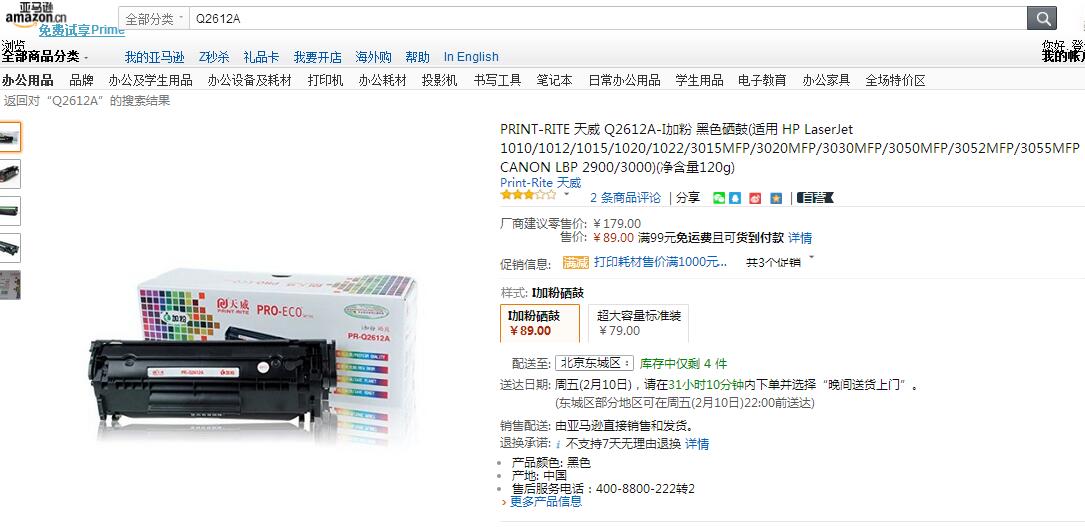 亚马逊
amazon.cn
免费试享Prime
全部分类
Q2612A
浏览
全部商品分类
我的亚马逊 Z秒杀 礼品卡 我要开店 海外购 帮助 In English
你好, 登
我的帐户
办公用品 品牌 办公及学生用品 办公设备及耗材 打印机 办公耗材 投影机 书写工具 笔记本 日常办公用品 学生用品 电子教育 办公家具 全场特价区
返回对“Q2612A”的搜索结果
PRINT-RITE 天威 Q2612A-I加粉 黑色硒鼓(适用 HP LaserJet
1010/1012/1015/1020/1022/3015MFP/3020MFP/3030MFP/3050MFP/3052MFP/3055MFP
CANON LBP 2900/3000)(净含量120g)
Print-Rite 天威
2 条商品评论 | 分享 | 自营
厂商建议零售价: ￥179.00
售价: ￥89.00 满99元免运费且可货到付款 详情
促销信息: 满减 打印耗材售价满1000元... 共3个促销
样式: I加粉硒鼓
I加粉硒鼓
￥89.00
超大容量标准装
￥79.00
配送至: 北京东城区 库存中仅剩 4 件
送达日期: 周五(2月10日)，请在31小时10分钟内下单并选择“晚间送货上门”。
(东城区部分地区可在周五(2月10日)22:00前送达)
销售配送: 由亚马逊直接销售和发货。
退换承诺: i 不支持7天无理由退换 详情
产品颜色: 黑色
产地: 中国
售后服务电话：400-8800-222转2
› 更多产品信息
天威
PRINT-RITE
PRO-ECO
加粉
PR-Q2612A
PR-Q2612A
加粉